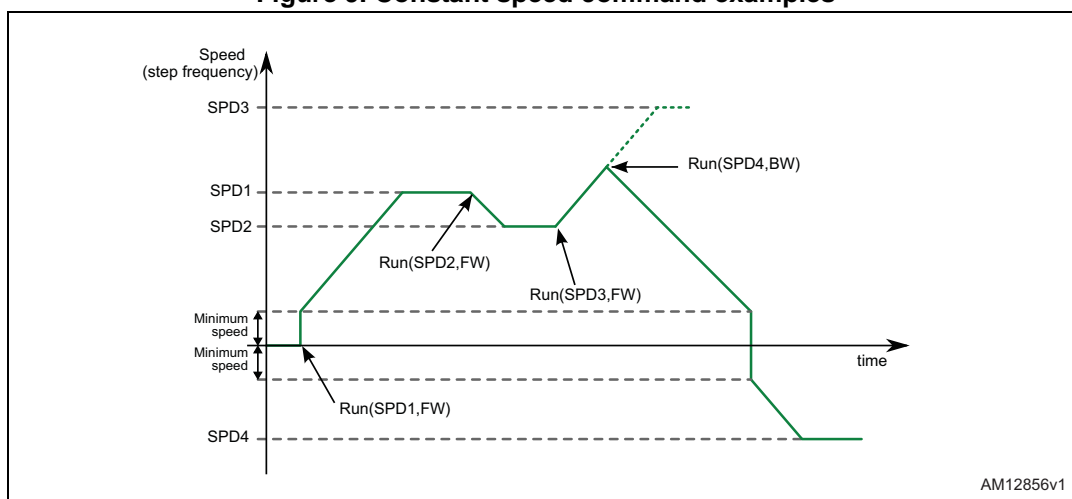 Figure Constant speed command examples
Speed
(step frequency)
SPD3
Run(SPD4,BW)
SPD1
SPD2
Run(SPD2,FW)
Run(SPD3,FW)
Minimum
speed
Minimum
speed
time
Run(SPD1,FW)
SPD4
AM12856v1